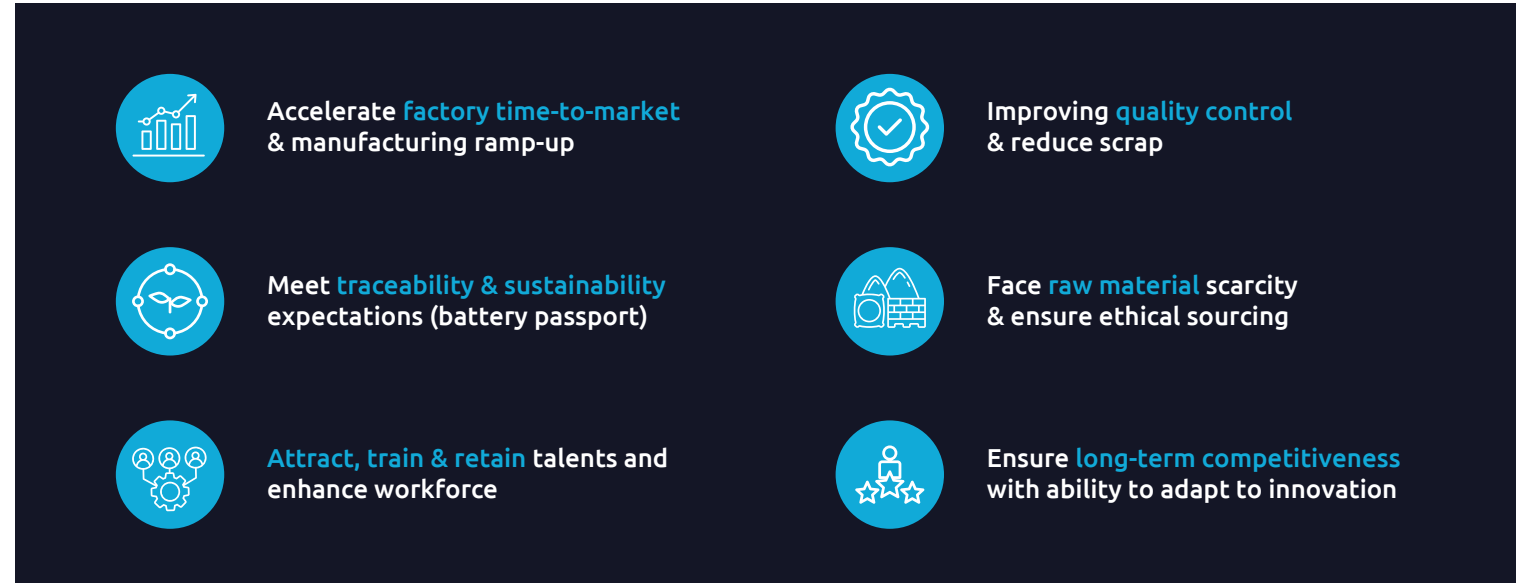 Accelerate factory time-to-market
& manufacturing ramp-up
Improving quality control
& reduce scrap
Meet traceability & sustainability
expectations (battery passport)
Face raw material scarcity
& ensure ethical sourcing
Attract, train & retain talents and
enhance workforce
Ensure long-term competitiveness
with ability to adapt to innovation